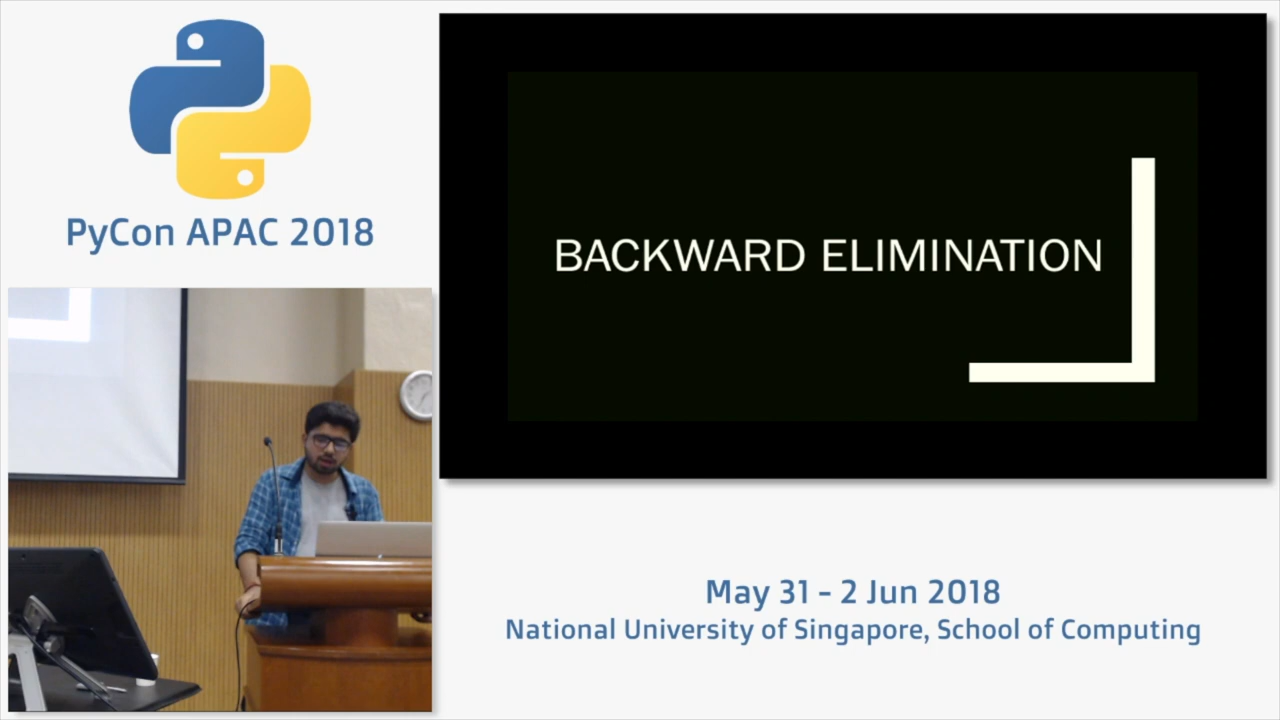 PyCon APAC 2018
BACKWARD ELIMINATION
May 31 - 2 Jun 2018
National University of Singapore, School of Computing